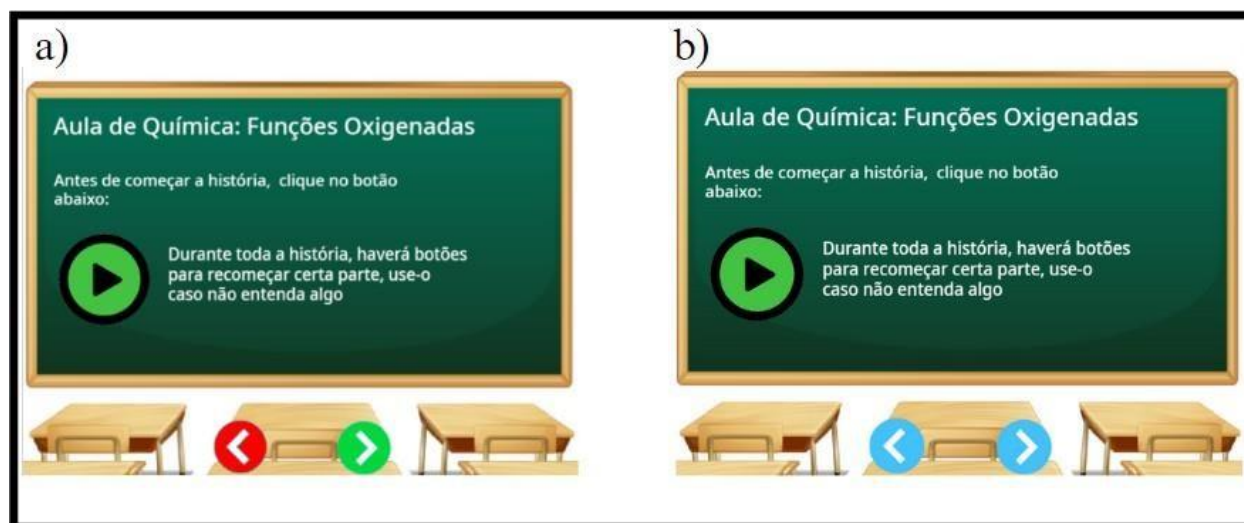 a)
Aula de Química: Funções Oxigenadas
Antes de começar a história, clique no botão
abaixo:
Durante toda a história, haverá botões
para recomeçar certa parte, use-o
caso não entenda algo
b)
Aula de Química: Funções Oxigenadas
Antes de começar a história, clique no botão
abaixo:
Durante toda a história, haverá botões
para recomeçar certa parte, use-o
caso não entenda algo